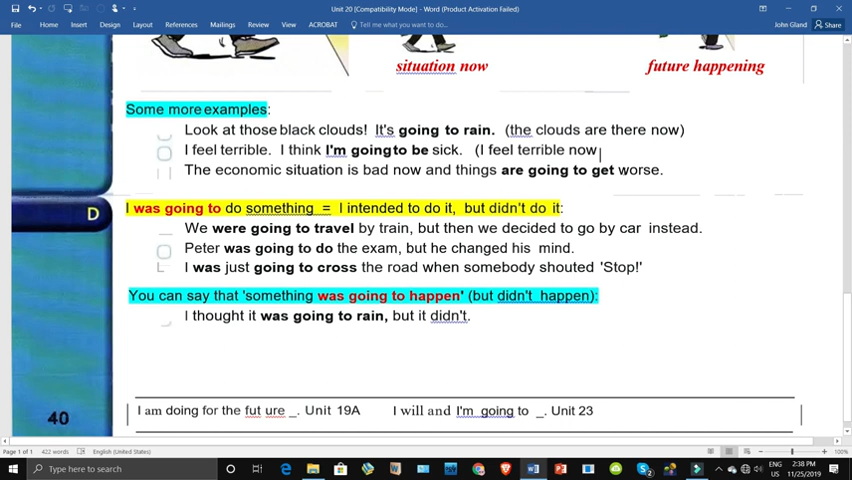 Unit 20 [Compatibility Mode] - Word (Product Activation Failed)
John Gland
File Home Insert Design Layout References Mailings Review View ACROBAT Tell me what you want to do... Share
situation now future happening
Some more examples:
Look at those black clouds! It's going to rain. (the clouds are there now)
I feel terrible. I think I'm goingto be sick. (I feel terrible now
The economic situation is bad now and things are going to get worse.
D
I was going to do something = I intended to do it, but didn't do it:
We were going to travel by train, but then we decided to go by car instead.
Peter was going to do the exam, but he changed his mind.
I was just going to cross the road when somebody shouted 'Stop!'
You can say that 'something was going to happen' (but didn't happen):
I thought it was going to rain, but it didn't.
40
I am doing for the fut ure _. Unit 19A I will and I'm going to _. Unit 23
Page 1 of 1 422 words English (United States) 100%
Type here to search
ENG 2:38 PM
US 11/25/2019